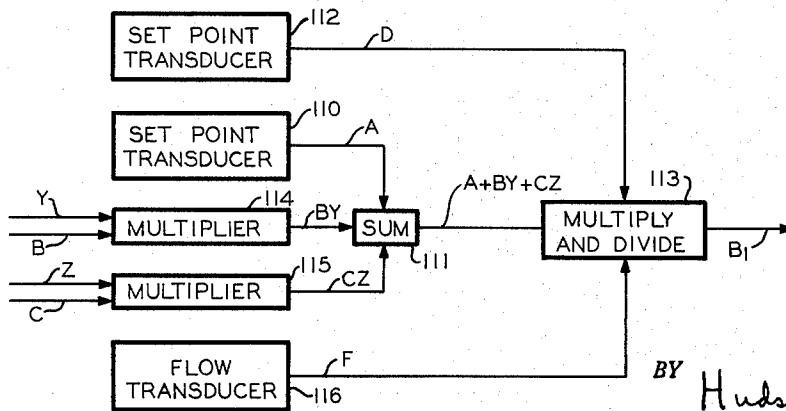 112
SET POINT
TRANSDUCER
D
110
SET POINT
TRANSDUCER
A
A+BY+CZ
113
Y
114
BY
B
MULTIPLIER
SUM
111
MULTIPLY
AND DIVIDE
B1
Z
115
CZ
C
MULTIPLIER
FLOW
TRANSDUCER
116
F
BY
Huds